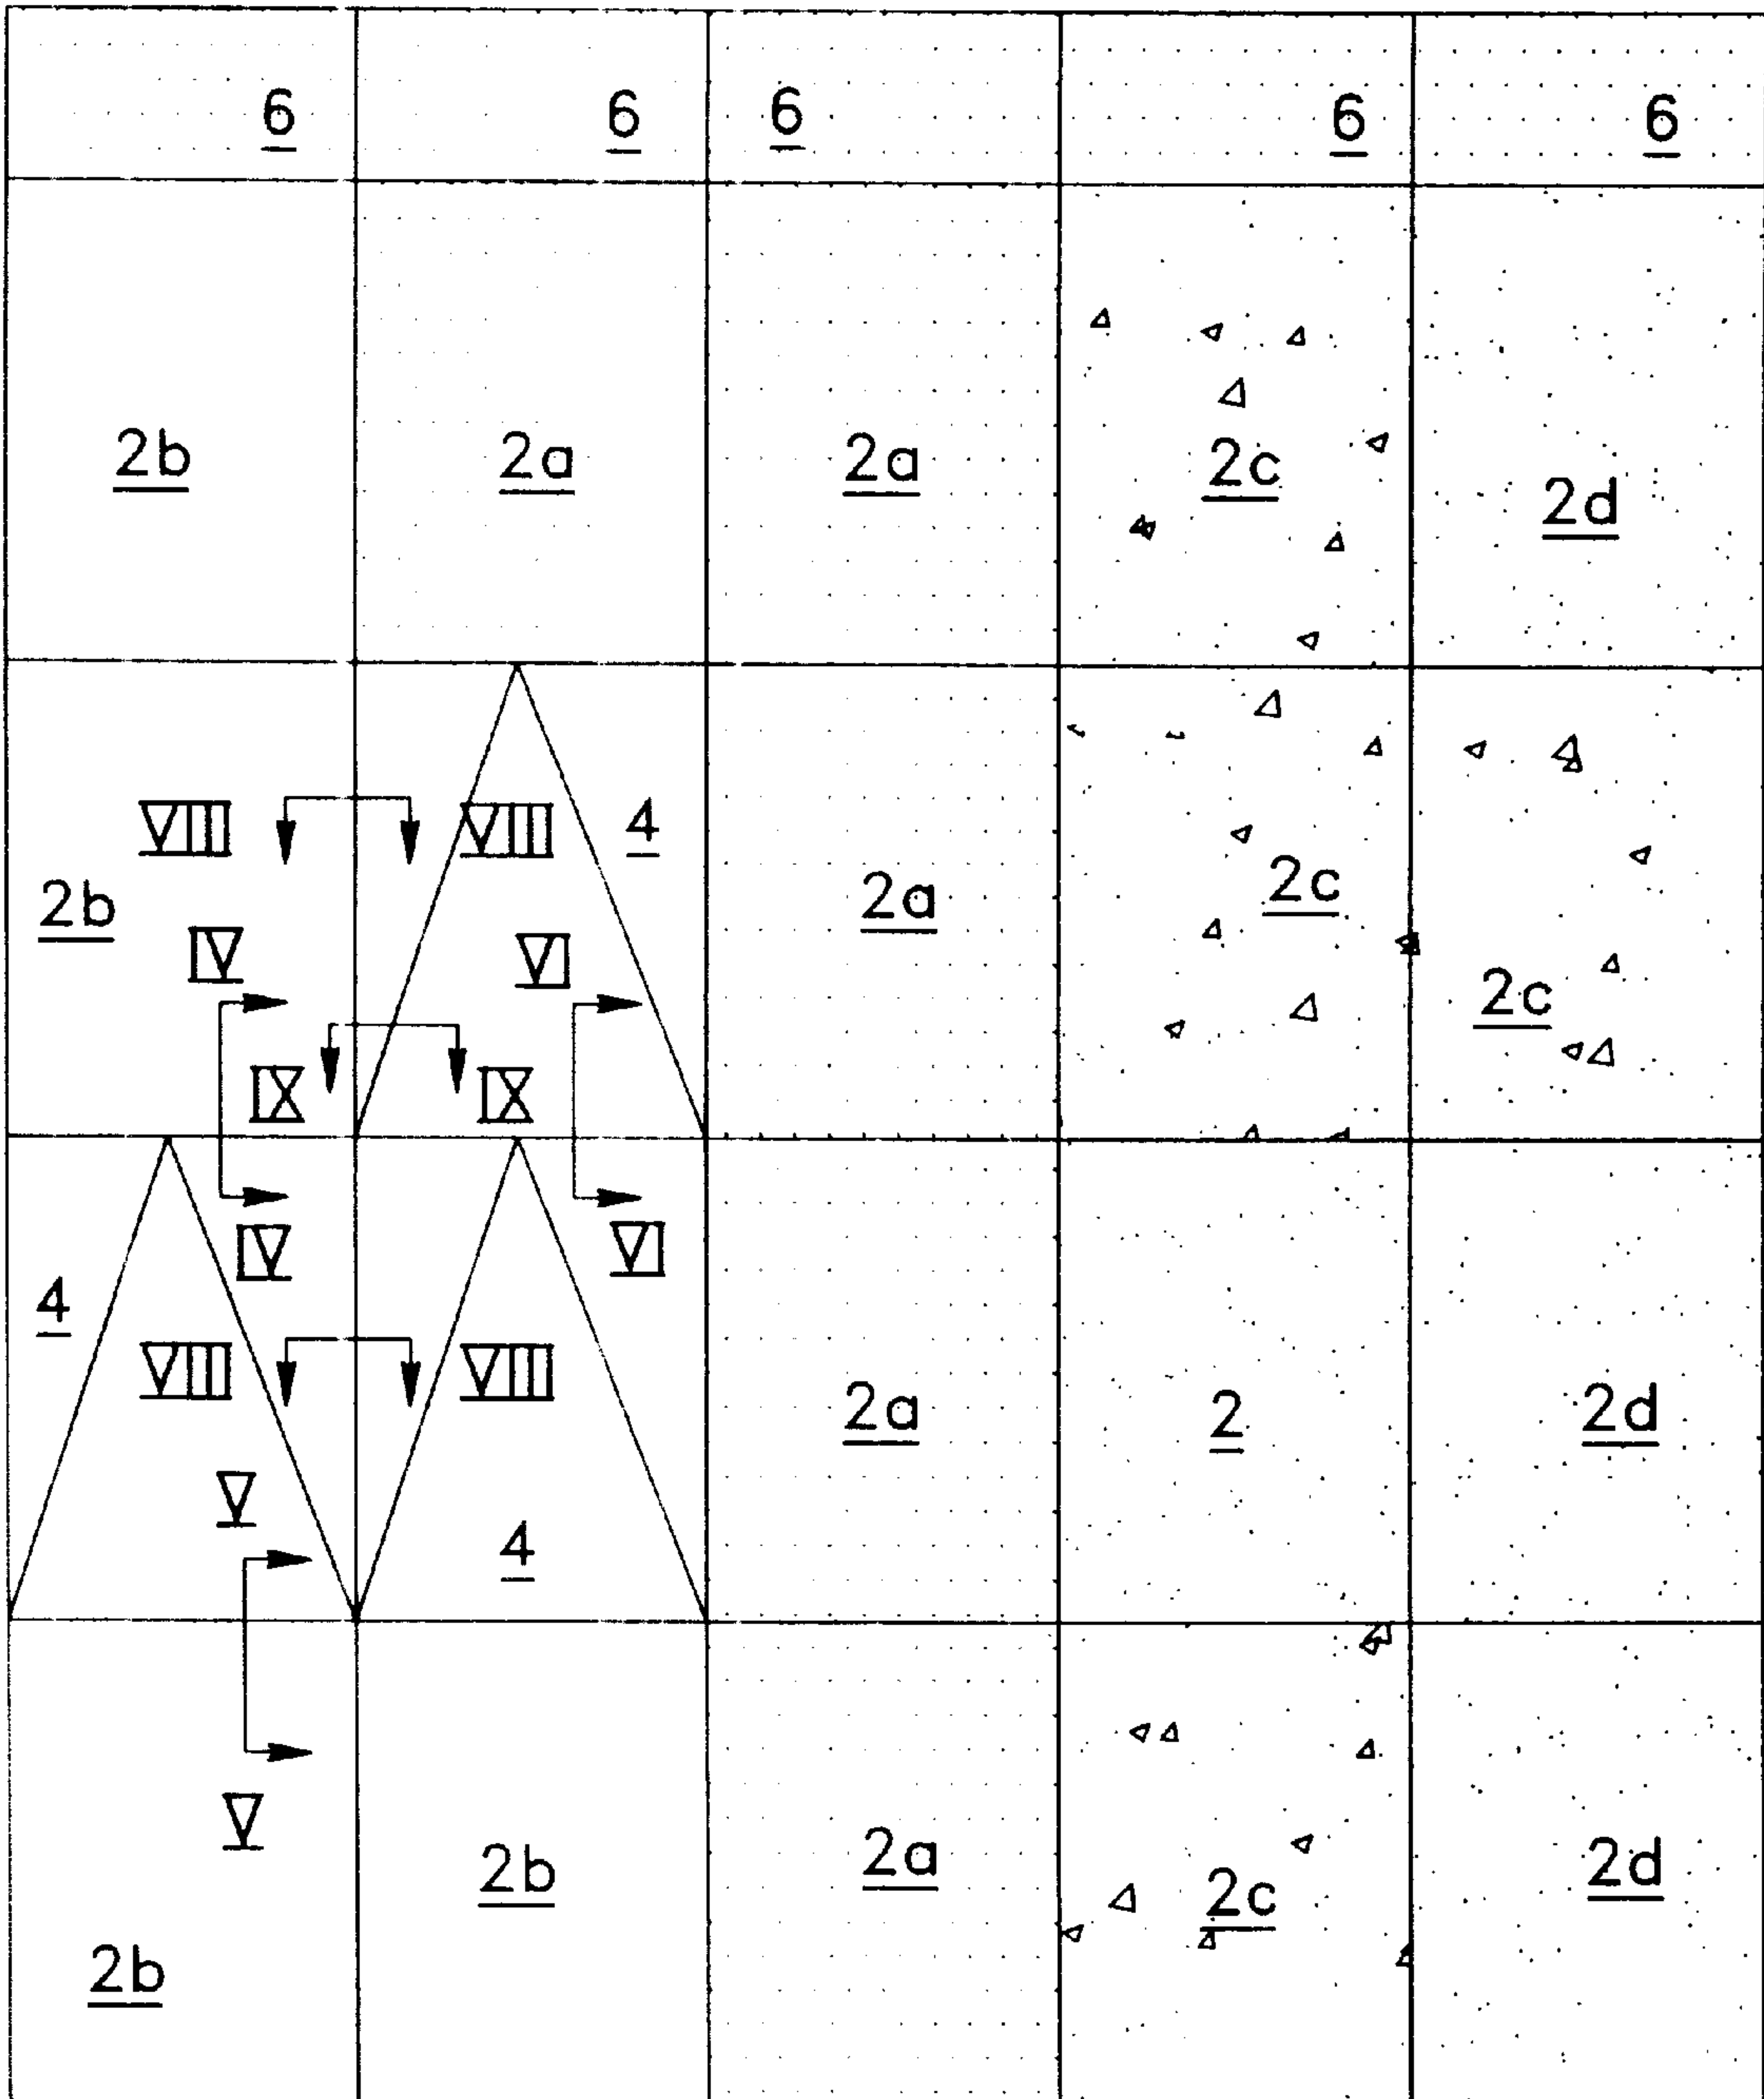 6 6 6 6 6
2b 2a 2a 2c 2d
VIII VIII 4
2b 2a 2c
IV VI
2c
IX IX
IV VI
4
VIII VIII 2a 2 2d
V
4
V 2b 2a 2c 2d
2b